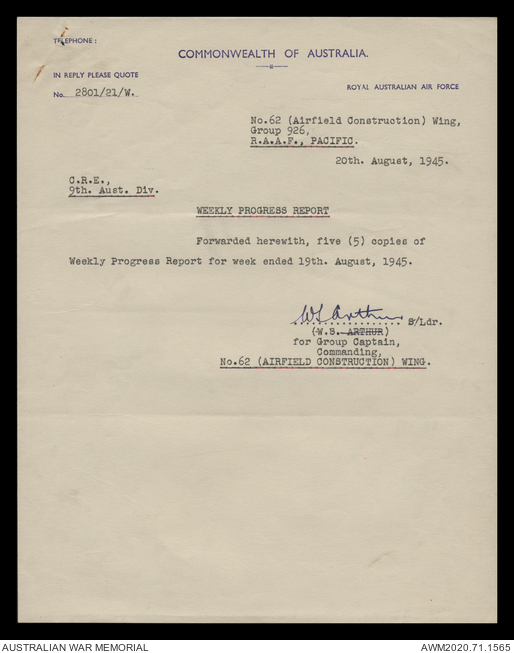 TELEPHONE :
COMMONWEALTH OF AUSTRALIA.
IN REPLY PLEASE QUOTE
No. 2801/21/W.
ROYAL AUSTRALIAN AIR FORCE
No.62 (Airfield Construction) Wing,
Group 926,
R.A.A.F., PACIFIC.
20th. August, 1945.
C.R.E.,
9th. Aust. Div.
WEEKLY PROGRESS REPORT
Forwarded herewith, five (5) copies of
Weekly Progress Report for week ended 19th. August, 1945.
WS Arthur S/Ldr.
(W.S. ARTHUR)
for Group Captain,
Commanding,
No.62 (AIRFIELD CONSTRUCTION) WING.
AUSTRALIAN WAR MEMORIAL
AWM2020.71.1565